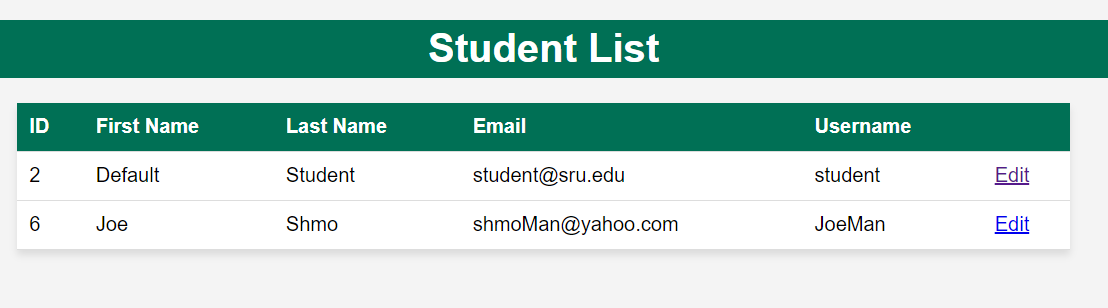 Student List
ID First Name Last Name Email Username
2 Default Student student@sru.edu student Edit
6 Joe Shmo shmoMan@yahoo.com JoeMan Edit